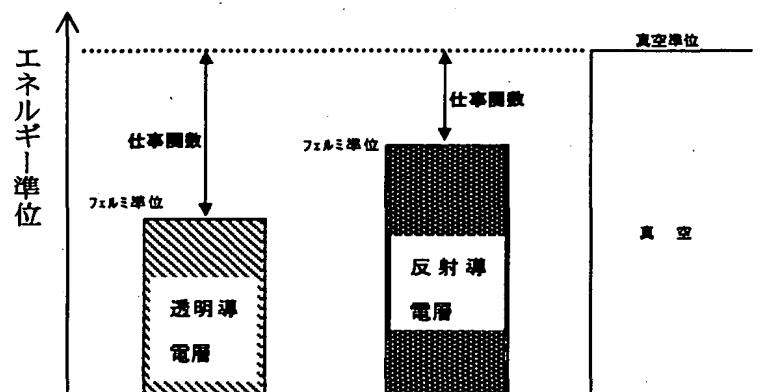 エネルギー準位
真空準位
仕事関数
仕事関数
フェルミ準位
フェルミ準位
真 空
反射導
電層
透明導
電層